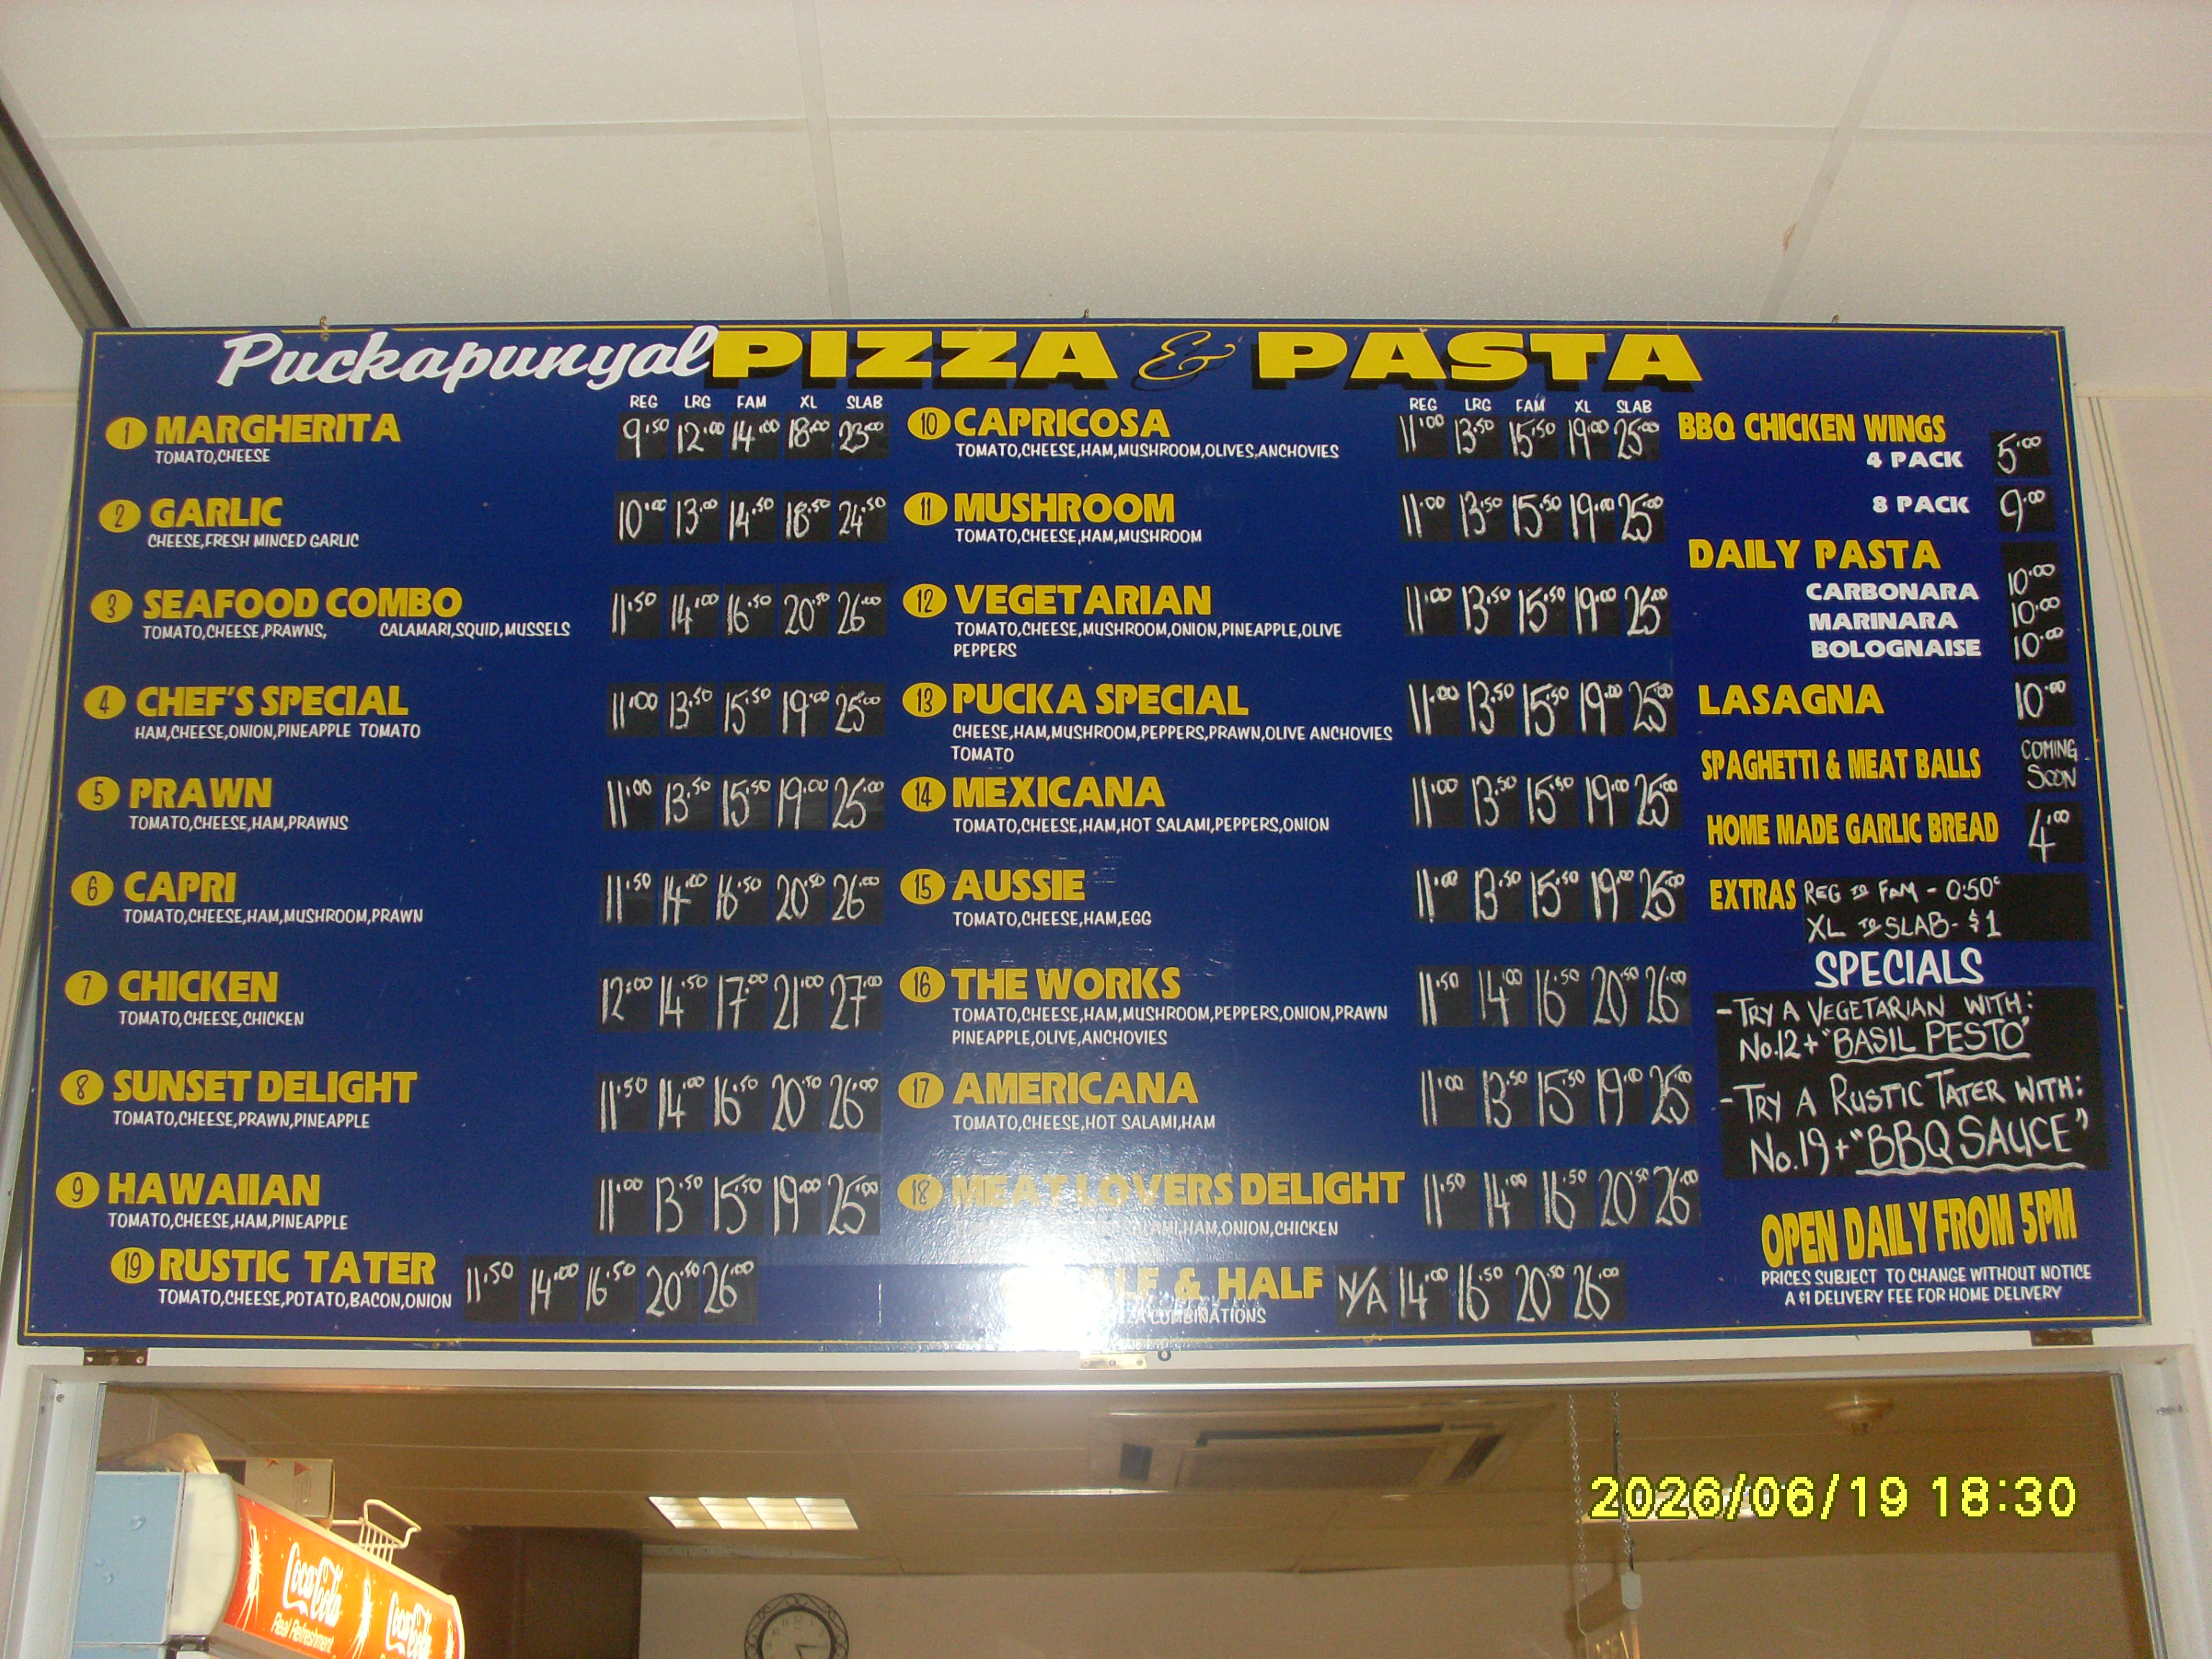 Puckapunyal PIZZA & PASTA
REG LRG FAM XL SLAB
1 MARGHERITA 9.50 12.00 14.00 18.00 23.00
TOMATO,CHEESE
2 GARLIC 10.00 13.00 14.50 18.50 24.50
CHEESE,FRESH MINCED GARLIC
3 SEAFOOD COMBO 11.50 14.00 16.50 20.50 26.00
TOMATO,CHEESE,PRAWNS, CALAMARI,SQUID,MUSSELS
4 CHEF'S SPECIAL 11.00 13.50 15.50 19.00 25.00
HAM,CHEESE,ONION,PINEAPPLE TOMATO
5 PRAWN 11.00 13.50 15.50 19.00 25.00
TOMATO,CHEESE,HAM,PRAWNS
6 CAPRI 11.50 14.00 16.50 20.50 26.00
TOMATO,CHEESE,HAM,MUSHROOM,PRAWN
7 CHICKEN 12.00 14.50 17.00 21.00 27.00
TOMATO,CHEESE,CHICKEN
8 SUNSET DELIGHT 11.50 14.00 16.50 20.50 26.00
TOMATO,CHEESE,PRAWN,PINEAPPLE
9 HAWAIIAN 11.00 13.50 15.50 19.00 25.00
TOMATO,CHEESE,HAM,PINEAPPLE
19 RUSTIC TATER 11.50 14.00 16.50 20.50 26.00
TOMATO,CHEESE,POTATO,BACON,ONION
REG LRG FAM XL SLAB
10 CAPRICOSA 11.00 13.50 15.50 19.00 25.00
TOMATO,CHEESE,HAM,MUSHROOM,OLIVES,ANCHOVIES
11 MUSHROOM 11.00 13.50 15.50 19.00 25.00
TOMATO,CHEESE,HAM,MUSHROOM
12 VEGETARIAN 11.00 13.50 15.50 19.00 25.00
TOMATO,CHEESE,MUSHROOM,ONION,PINEAPPLE,OLIVE
PEPPERS
13 PUCKA SPECIAL 11.00 13.50 15.50 19.00 25.00
CHEESE,HAM,MUSHROOM,PEPPERS,PRAWN,OLIVE ANCHOVIES
TOMATO
14 MEXICANA 11.00 13.50 15.50 19.00 25.00
TOMATO,CHEESE,HAM,HOT SALAMI,PEPPERS,ONION
15 AUSSIE 11.00 13.50 15.50 19.00 25.00
TOMATO,CHEESE,HAM,EGG
16 THE WORKS 11.50 14.00 16.50 20.50 26.00
TOMATO,CHEESE,HAM,MUSHROOM,PEPPERS,ONION,PRAWN
PINEAPPLE,OLIVE,ANCHOVIES
17 AMERICANA 11.00 13.50 15.50 19.00 25.00
TOMATO,CHEESE,HOT SALAMI,HAM
18 MEAT LOVERS DELIGHT 11.50 14.00 16.50 20.50 26.00
HAM,ONION,CHICKEN
& HALF N/A 14.00 16.50 20.50 26.00
COMBINATIONS
BBQ CHICKEN WINGS
4 PACK 5.00
8 PACK 9.00
DAILY PASTA
CARBONARA 10.00
MARINARA 10.00
BOLOGNAISE 10.00
LASAGNA 10.00
SPAGHETTI & MEAT BALLS COMING SOON
HOME MADE GARLIC BREAD 4.00
EXTRAS REG TO FAM - 0.50c
XL TO SLAB - $1
SPECIALS
- TRY A VEGETARIAN WITH:
No.12 + "BASIL PESTO"
- TRY A RUSTIC TATER WITH:
No.19 + "BBQ SAUCE"
OPEN DAILY FROM 5PM
PRICES SUBJECT TO CHANGE WITHOUT NOTICE
A $1 DELIVERY FEE FOR HOME DELIVERY
2026/06/19 18:30
Coca-Cola
Real Refreshment
Coca-Cola